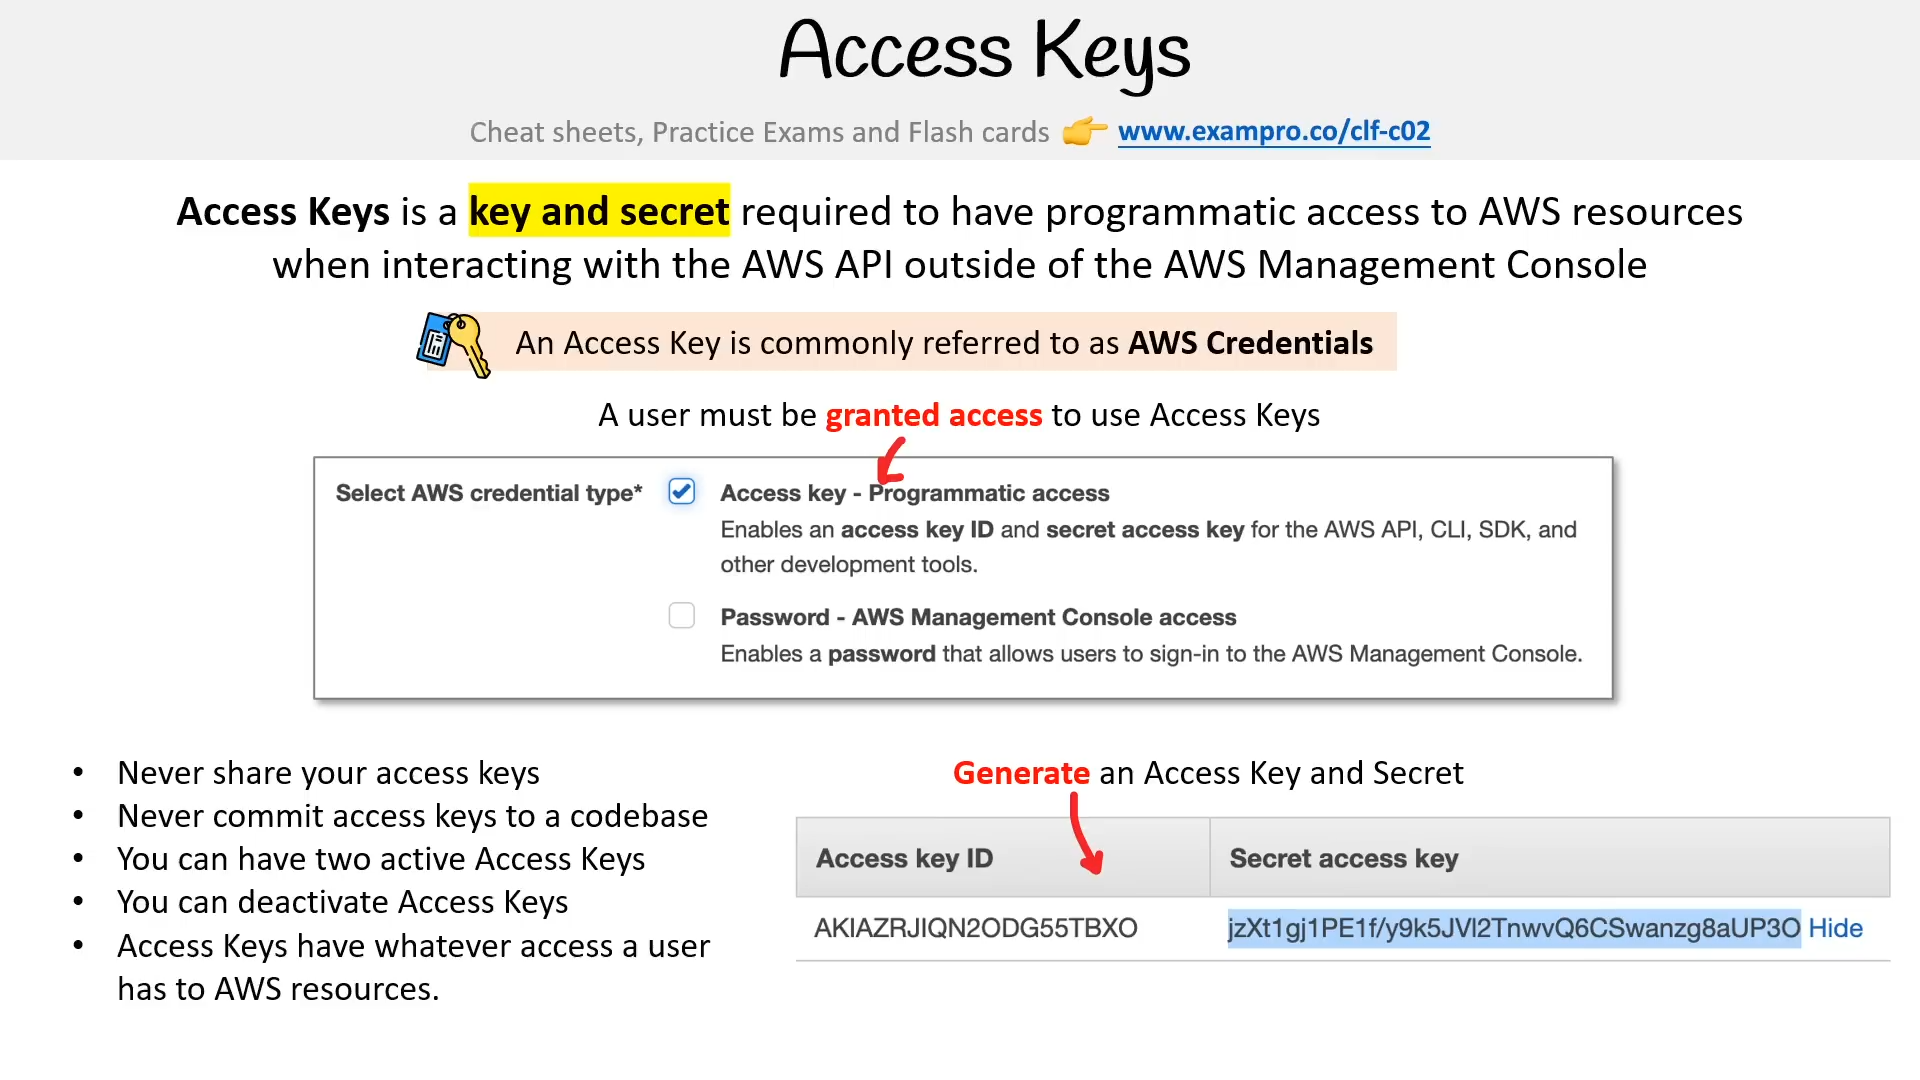 Access Keys
Cheat sheets, Practice Exams and Flash cards 👉 www.exampro.co/clf-c02
Access Keys is a key and secret required to have programmatic access to AWS resources
when interacting with the AWS API outside of the AWS Management Console
An Access Key is commonly referred to as AWS Credentials
A user must be granted access to use Access Keys
Select AWS credential type*
Access key - Programmatic access
Enables an access key ID and secret access key for the AWS API, CLI, SDK, and
other development tools.
Password - AWS Management Console access
Enables a password that allows users to sign-in to the AWS Management Console.
• Never share your access keys
• Never commit access keys to a codebase
• You can have two active Access Keys
• You can deactivate Access Keys
• Access Keys have whatever access a user
has to AWS resources.
Generate an Access Key and Secret
Access key ID
Secret access key
AKIAZRJIQN2ODG55TBXO
jzXt1gj1PE1f/y9k5JVl2TnwvQ6CSwanzg8aUP3O Hide